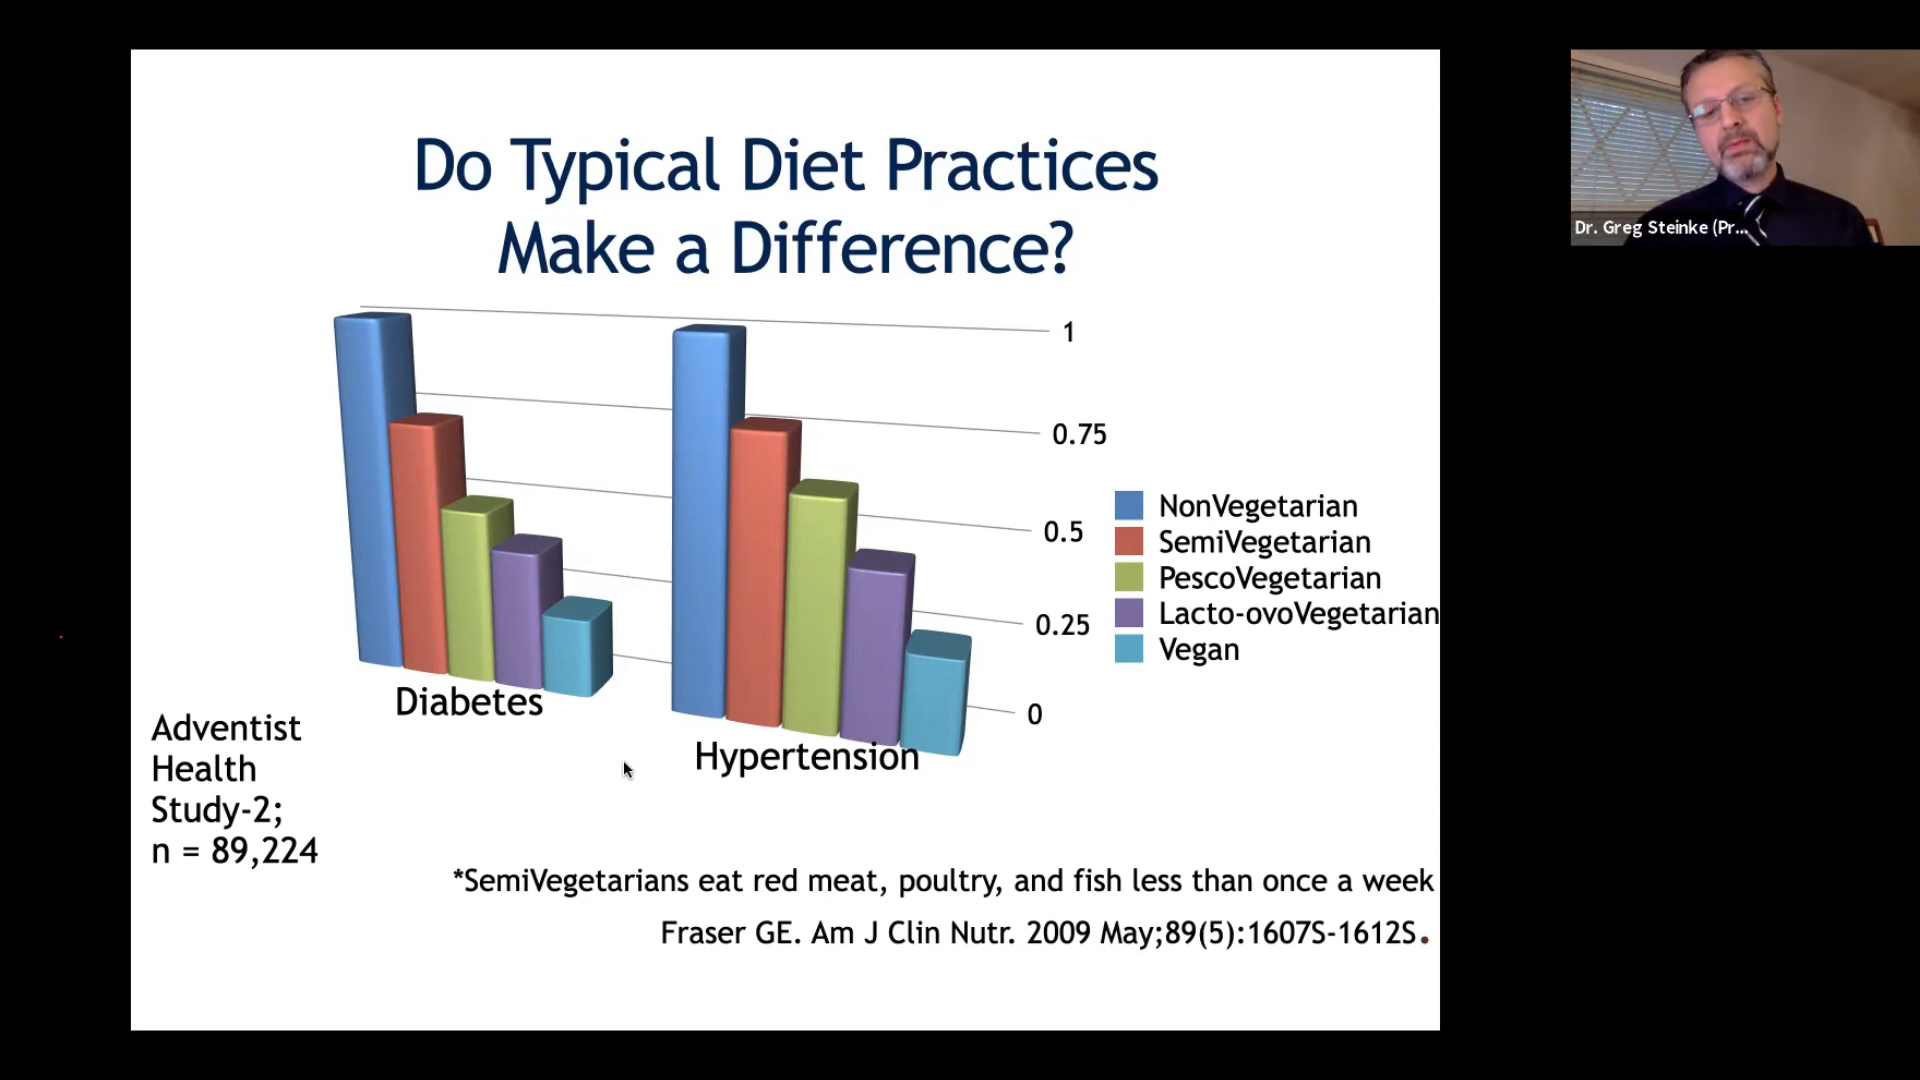 Do Typical Diet Practices
Make a Difference?
1
0.75
0.5
0.25
0
NonVegetarian
SemiVegetarian
PescoVegetarian
Lacto-ovoVegetarian
Vegan
Diabetes
Hypertension
Adventist
Health
Study-2;
n = 89,224
*SemiVegetarians eat red meat, poultry, and fish less than once a week
Fraser GE. Am J Clin Nutr. 2009 May;89(5):1607S-1612S.
Dr. Greg Steinke (Pr...